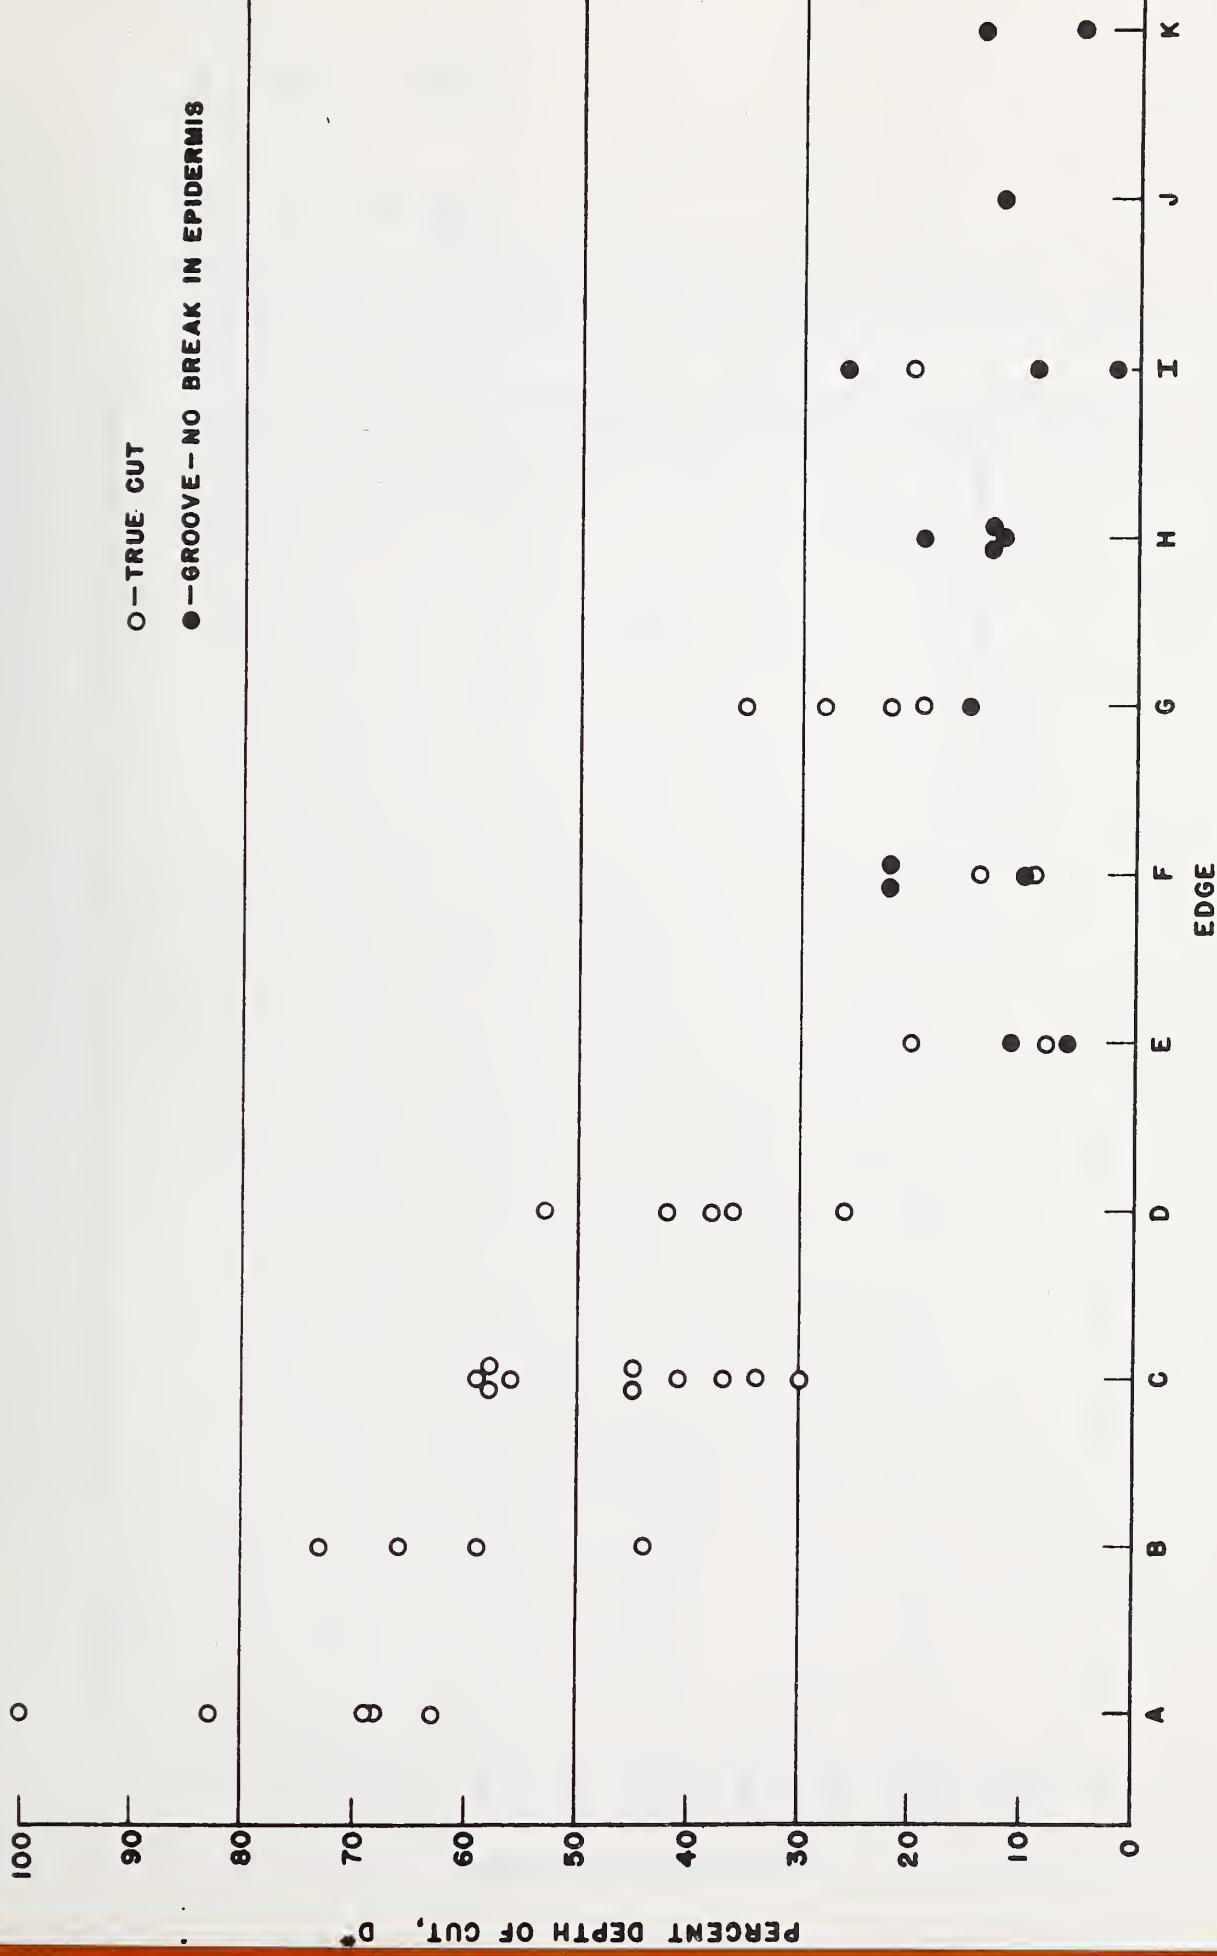 O—TRUE CUT
●—GROOVE—NO BREAK IN EPIDERMIS
PERCENT DEPTH OF CUT, D
100
90
80
70
60
50
40
30
20
10
0
A B C D E F G H I J K
EDGE